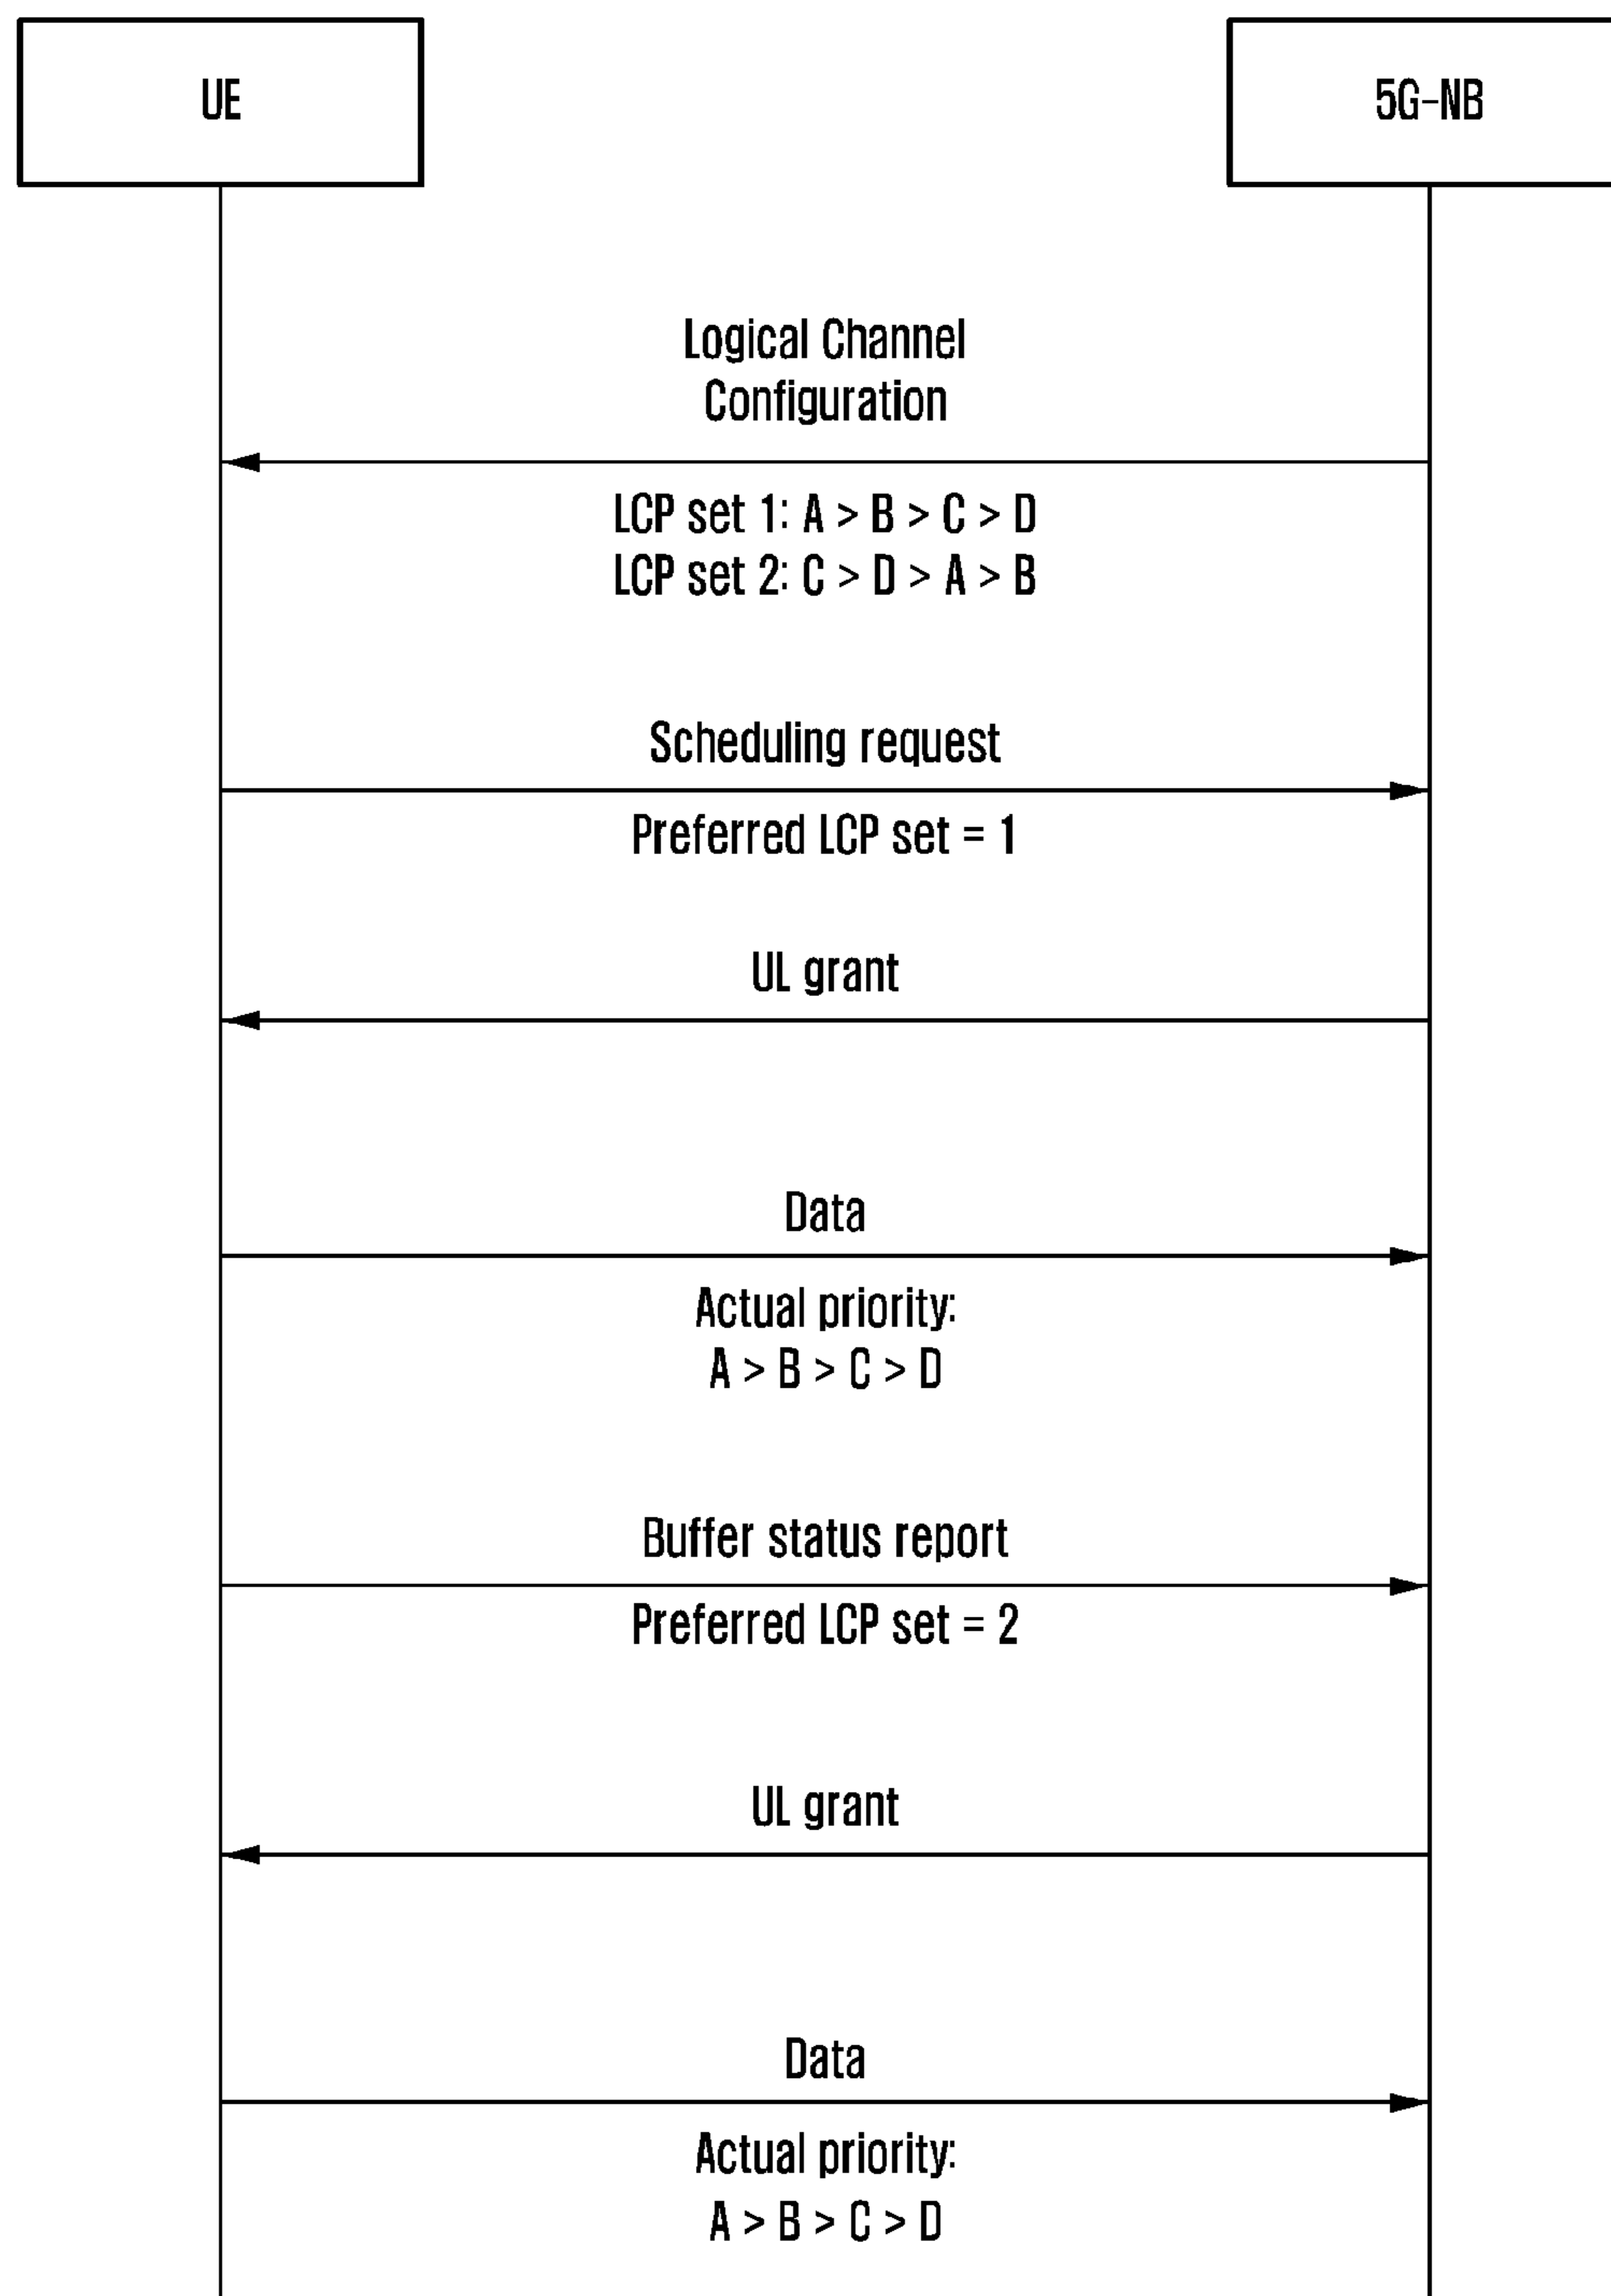 UE
5G-NB
Logical Channel
Configuration
LCP set 1: A > B > C > D
LCP set 2: C > D > A > B
Scheduling request
Preferred LCP set = 1
UL grant
Data
Actual priority:
A > B > C > D
Buffer status report
Preferred LCP set = 2
UL grant
Data
Actual priority:
A > B > C > D